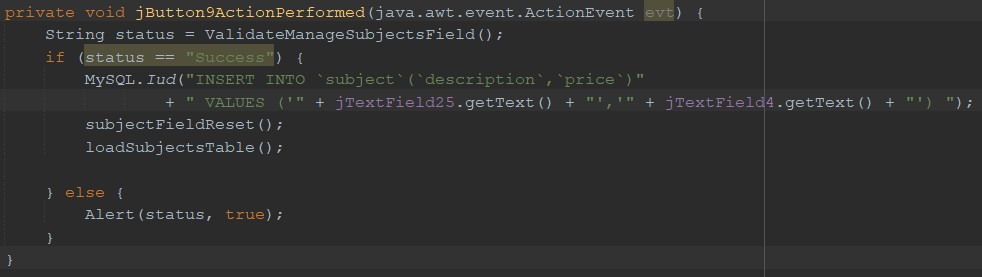 private void jButton9ActionPerformed(java.awt.event.ActionEvent evt) {
    String status = ValidateManageSubjectsField();
    if (status == "Success") {
        MySQL.Iud("INSERT INTO `subject`(`description`,`price`)"
                + " VALUES ('" + jTextField25.getText() + "','" + jTextField4.getText() + "') ");
        subjectFieldReset();
        loadSubjectsTable();
    } else {
        Alert(status, true);
    }
}